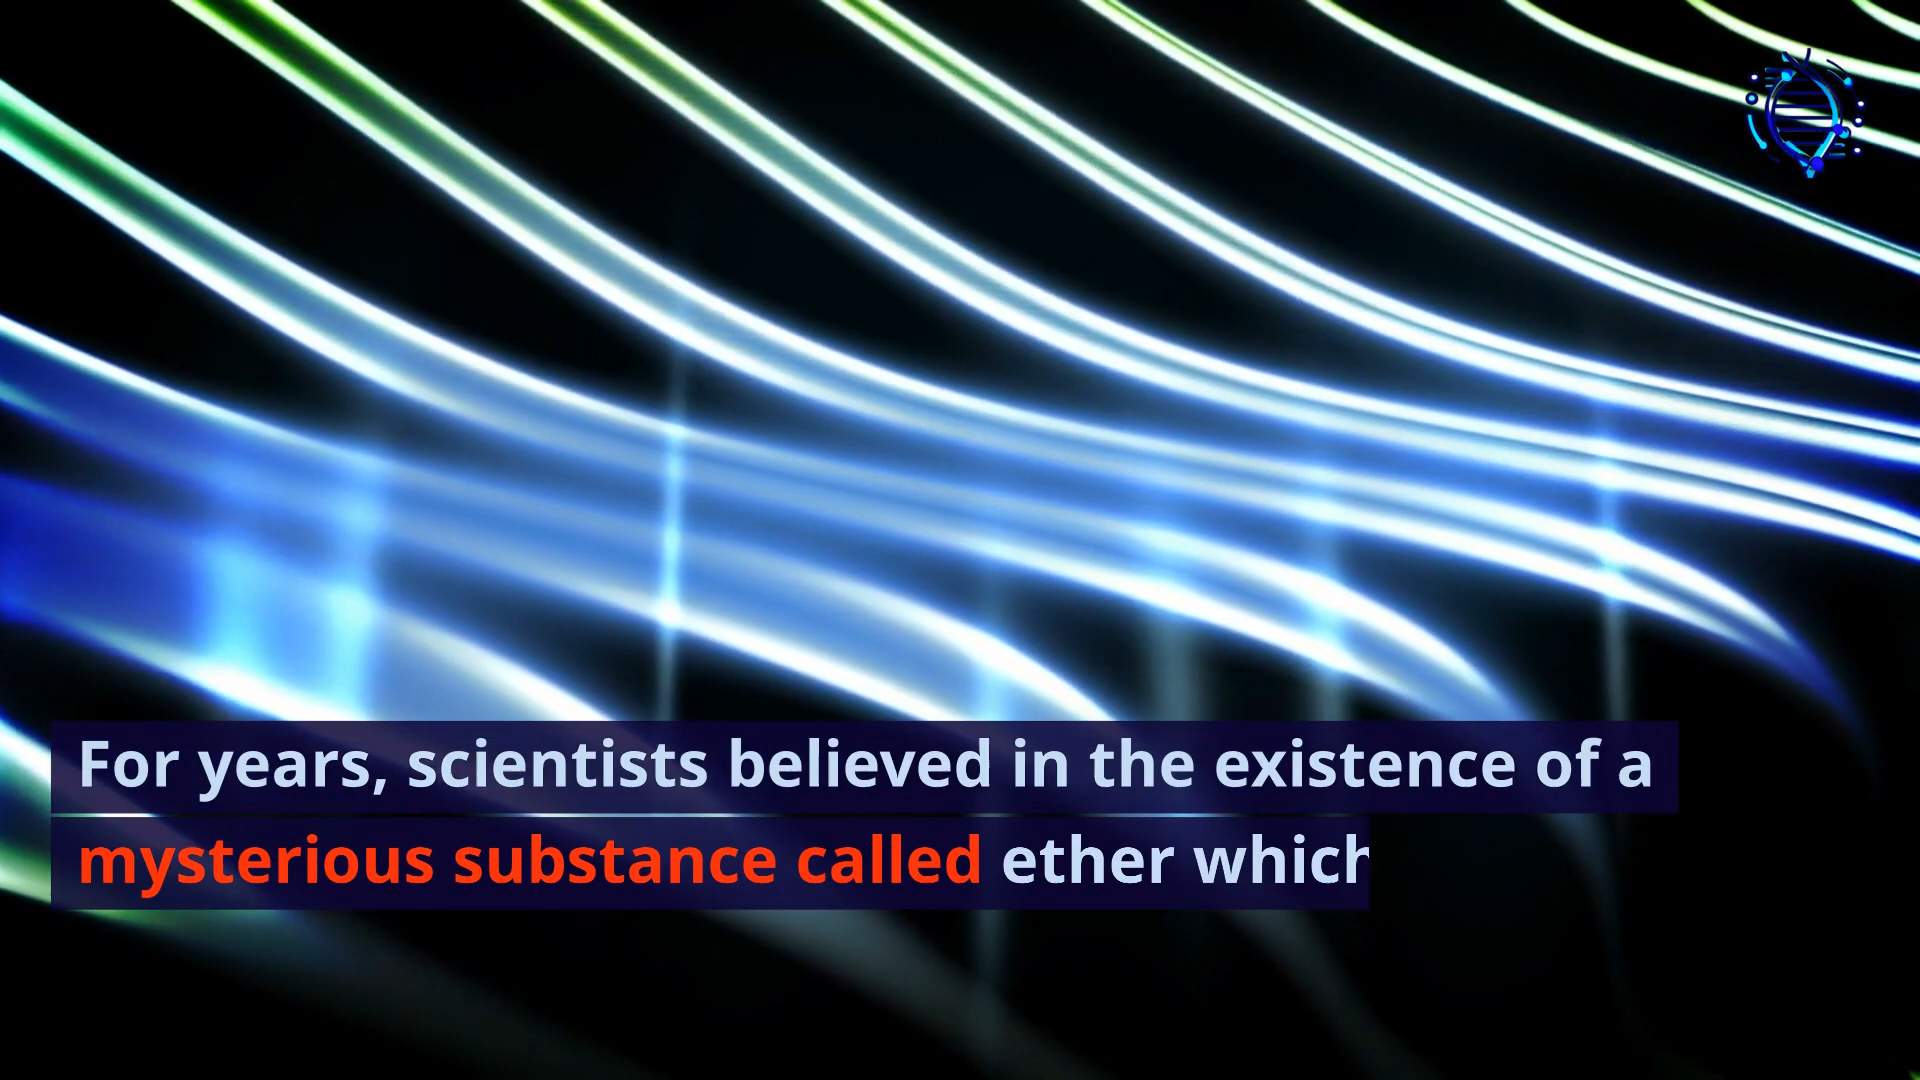 For years, scientists believed in the existence of a
mysterious substance called ether which